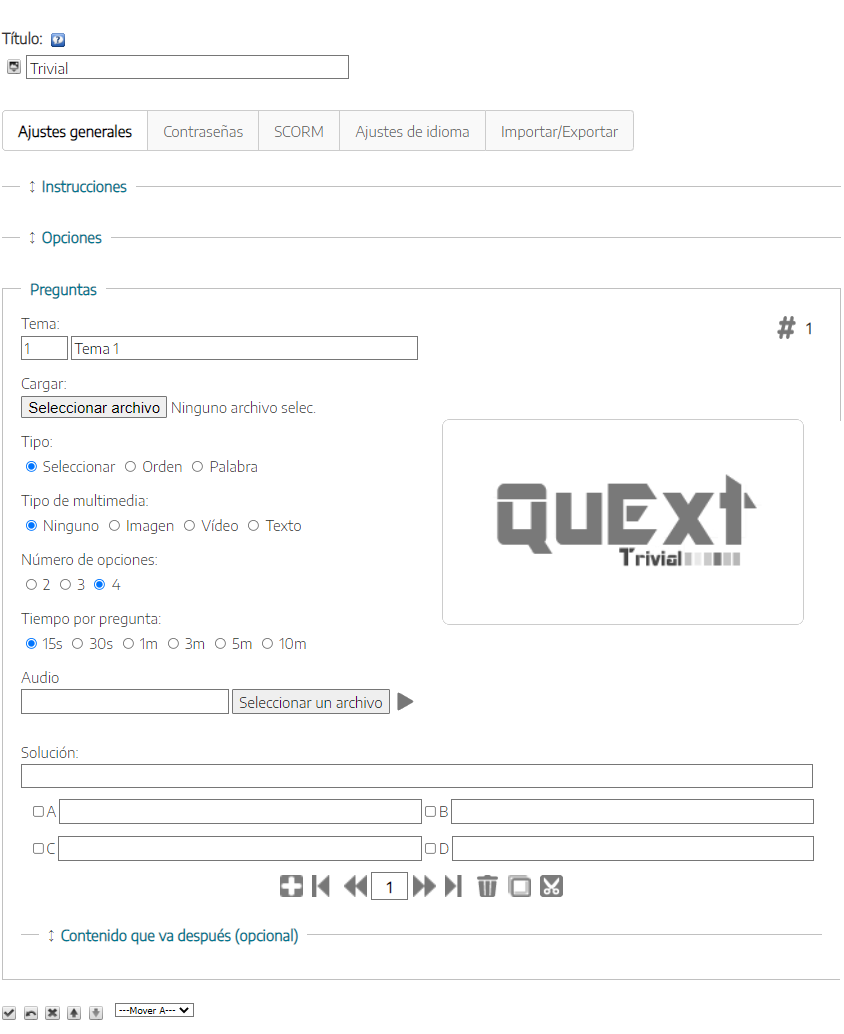 Título:
Trivial
Ajustes generales Contraseñas SCORM Ajustes de idioma Importar/Exportar
↕ Instrucciones
↕ Opciones
Preguntas
Tema:
# 1
1 Tema 1
Cargar:
Seleccionar archivo Ninguno archivo selec.
Tipo:
Seleccionar Orden Palabra
Tipo de multimedia:
Ninguno Imagen Vídeo Texto
QuExt
Trivial
Número de opciones:
2 3 4
Tiempo por pregunta:
15s 30s 1m 3m 5m 10m
Audio
Seleccionar un archivo
Solución:
A B
C D
1
↕ Contenido que va después (opcional)
---Mover A---